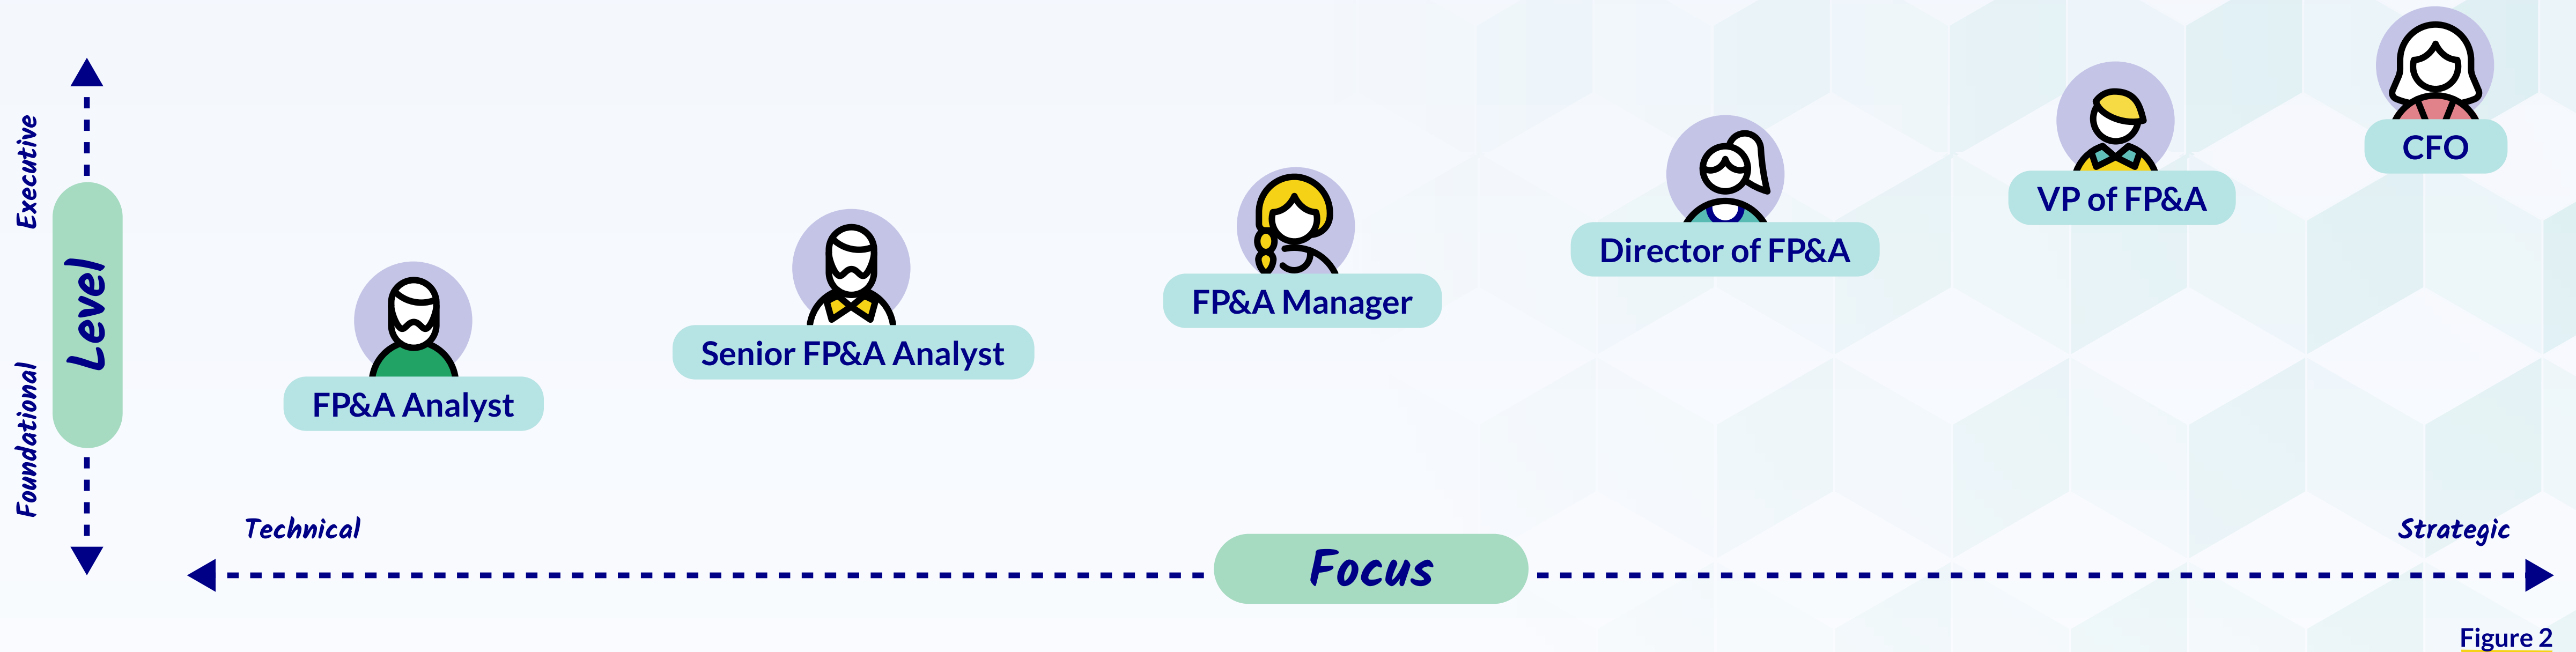 CFO
VP of FP&A
Director of FP&A
FP&A Manager
Senior FP&A Analyst
FP&A Analyst
Executive
Level
Foundational
Technical
Focus
Strategic
Figure 2